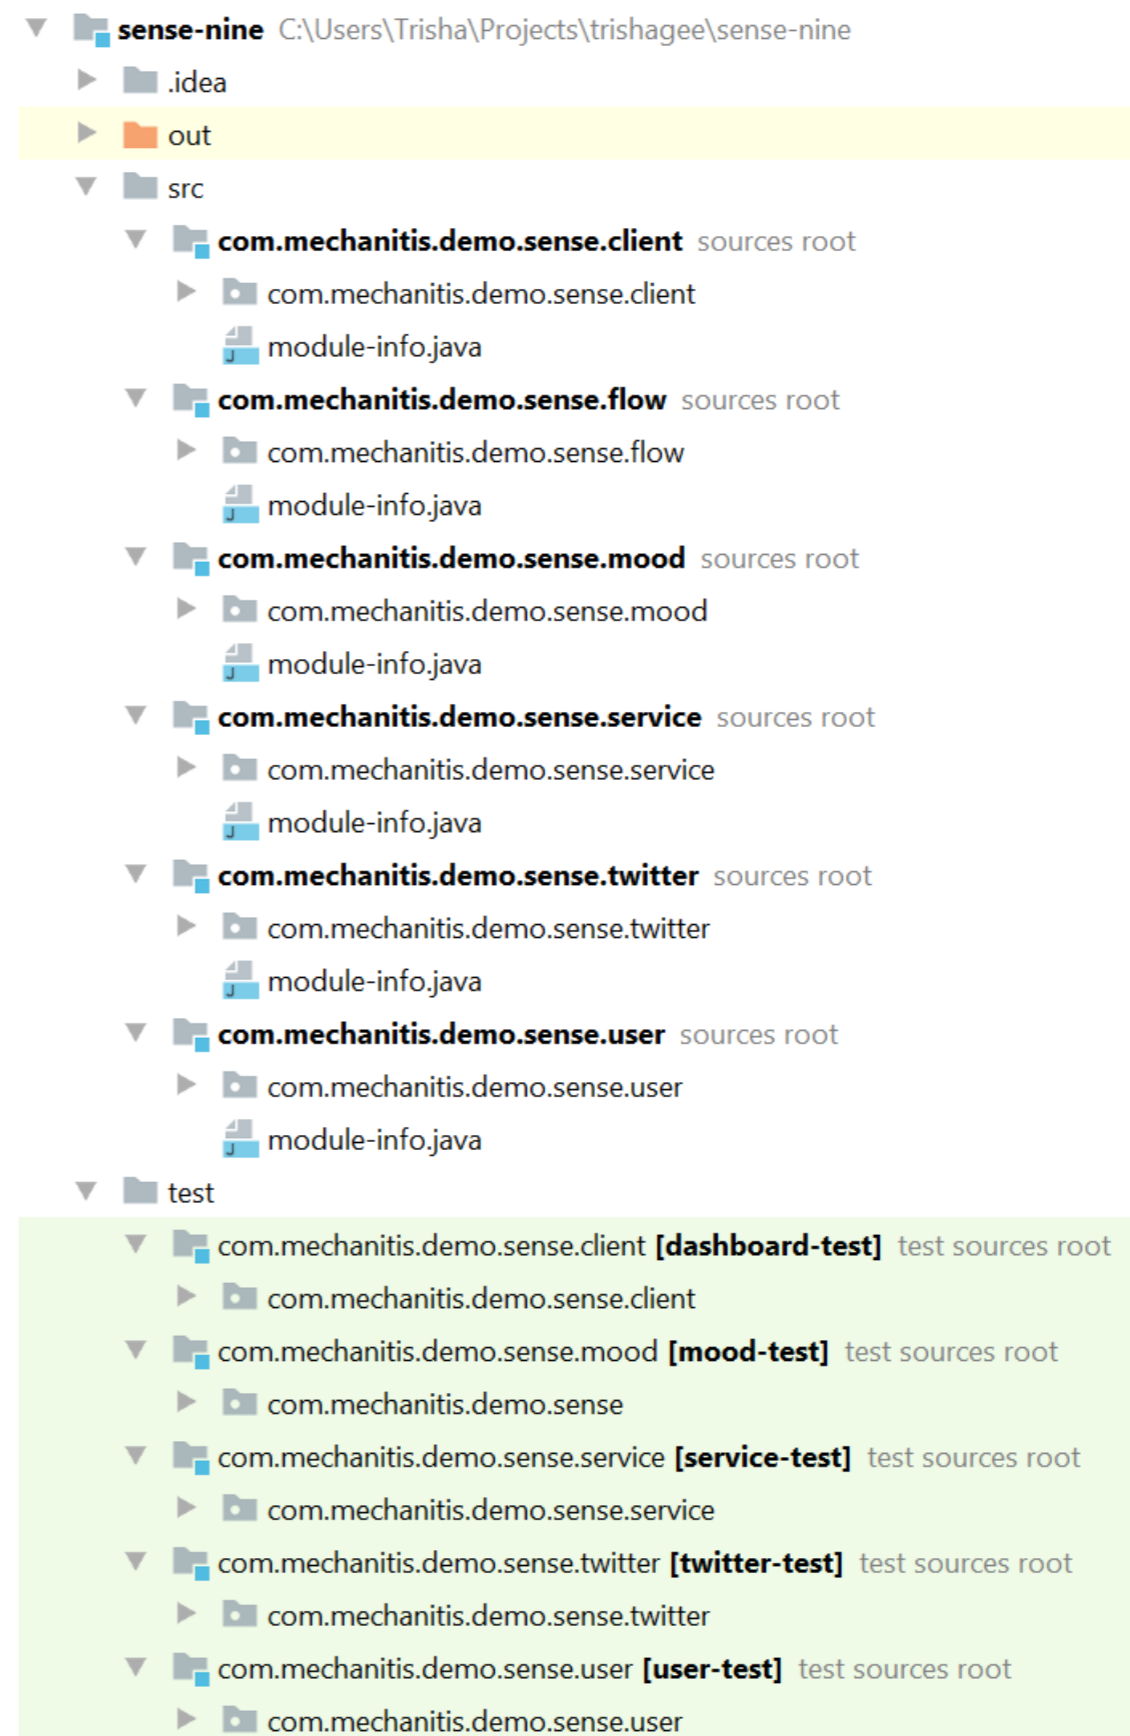 sense-nine C:\Users\Trisha\Projects\trishagee\sense-nine
.idea
out
src
com.mechanitis.demo.sense.client sources root
com.mechanitis.demo.sense.client
module-info.java
com.mechanitis.demo.sense.flow sources root
com.mechanitis.demo.sense.flow
module-info.java
com.mechanitis.demo.sense.mood sources root
com.mechanitis.demo.sense.mood
module-info.java
com.mechanitis.demo.sense.service sources root
com.mechanitis.demo.sense.service
module-info.java
com.mechanitis.demo.sense.twitter sources root
com.mechanitis.demo.sense.twitter
module-info.java
com.mechanitis.demo.sense.user sources root
com.mechanitis.demo.sense.user
module-info.java
test
com.mechanitis.demo.sense.client [dashboard-test] test sources root
com.mechanitis.demo.sense.client
com.mechanitis.demo.sense.mood [mood-test] test sources root
com.mechanitis.demo.sense
com.mechanitis.demo.sense.service [service-test] test sources root
com.mechanitis.demo.sense.service
com.mechanitis.demo.sense.twitter [twitter-test] test sources root
com.mechanitis.demo.sense.twitter
com.mechanitis.demo.sense.user [user-test] test sources root
com.mechanitis.demo.sense.user